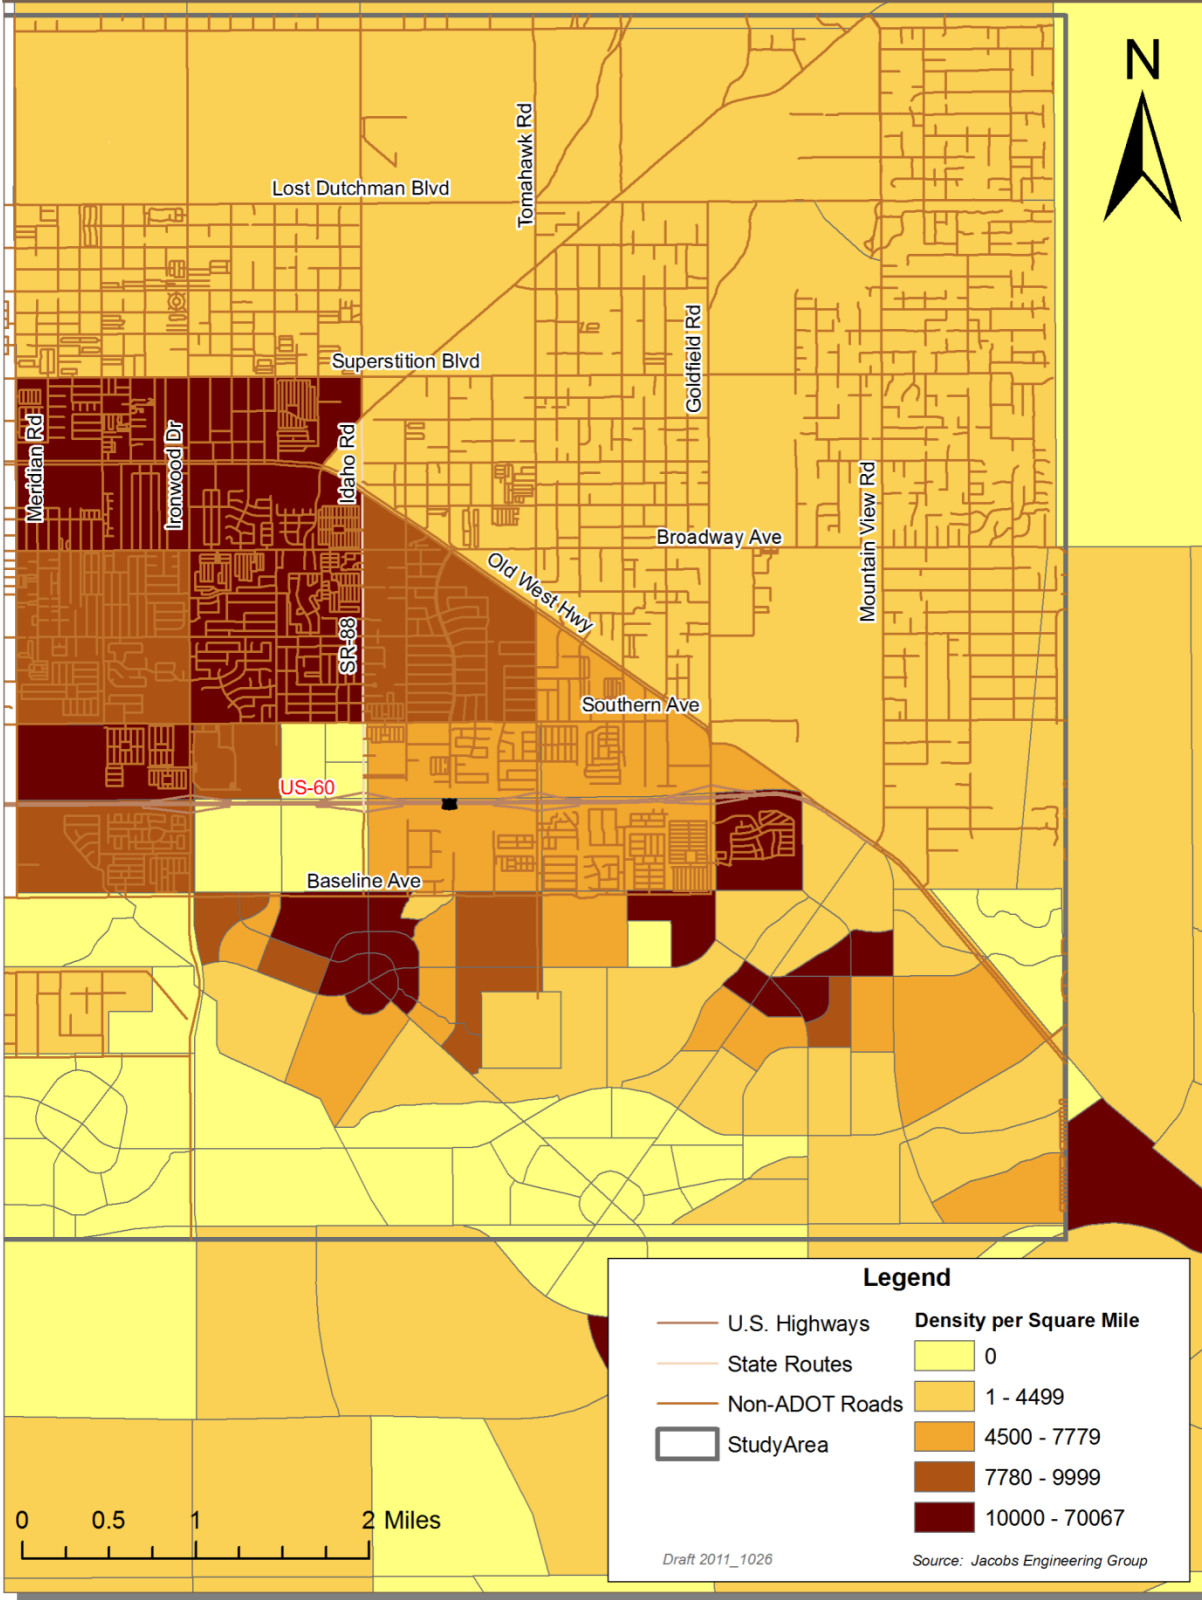 N
Tomahawk Rd
Lost Dutchman Blvd
Goldfield Rd
Superstition Blvd
Meridian Rd
Ironwood Dr
Idaho Rd
Mountain View Rd
Broadway Ave
Old West Hwy
SR-88
Southern Ave
US-60
Baseline Ave
Legend
U.S. Highways
State Routes
Non-ADOT Roads
StudyArea
Density per Square Mile
0
1 - 4499
4500 - 7779
7780 - 9999
10000 - 70067
0 0.5 1 2 Miles
Draft 2011_1026
Source: Jacobs Engineering Group